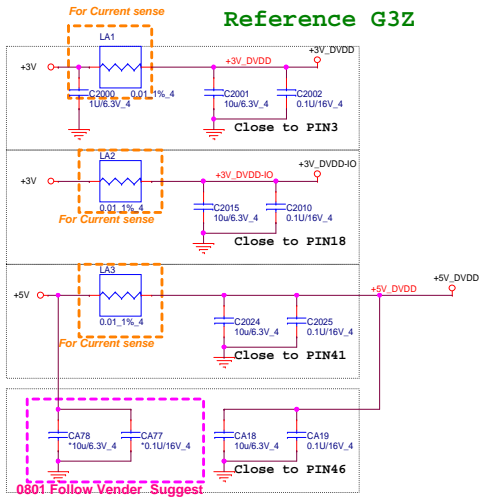 For Current sense
Reference G3Z
LA1
+3V
+3V_DVDD
+3V_DVDD
C2000
1U/6.3V_4
0.01_1%_4
C2001
10u/6.3V_4
C2002
0.1U/16V_4
Close to PIN3
LA2
+3V
+3V_DVDD-IO
+3V_DVDD-IO
0.01_1%_4
For Current sense
C2015
10u/6.3V_4
C2010
0.1U/16V_4
Close to PIN18
LA3
+5V
+5V_DVDD
+5V_DVDD
0.01_1%_4
For Current sense
C2024
10u/6.3V_4
C2025
0.1U/16V_4
Close to PIN41
CA78
*10u/6.3V_4
CA77
*0.1U/16V_4
CA18
10u/6.3V_4
CA19
0.1U/16V_4
Close to PIN46
0801 Follow Vender Suggest